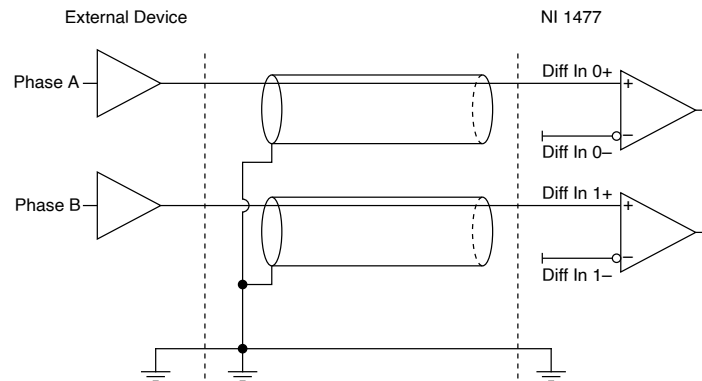 External Device
NI 1477
Phase A
Diff In 0+
+
–
Diff In 0–
Phase B
Diff In 1+
+
–
Diff In 1–